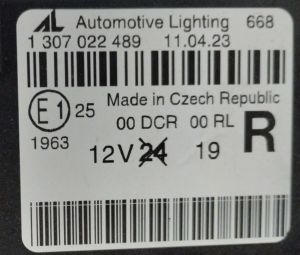 AL Automotive Lighting 668
1 307 022 489 11.04.23
E1 25 Made in Czech Republic
00 DCR 00 RL
1963 12V 24 19 R